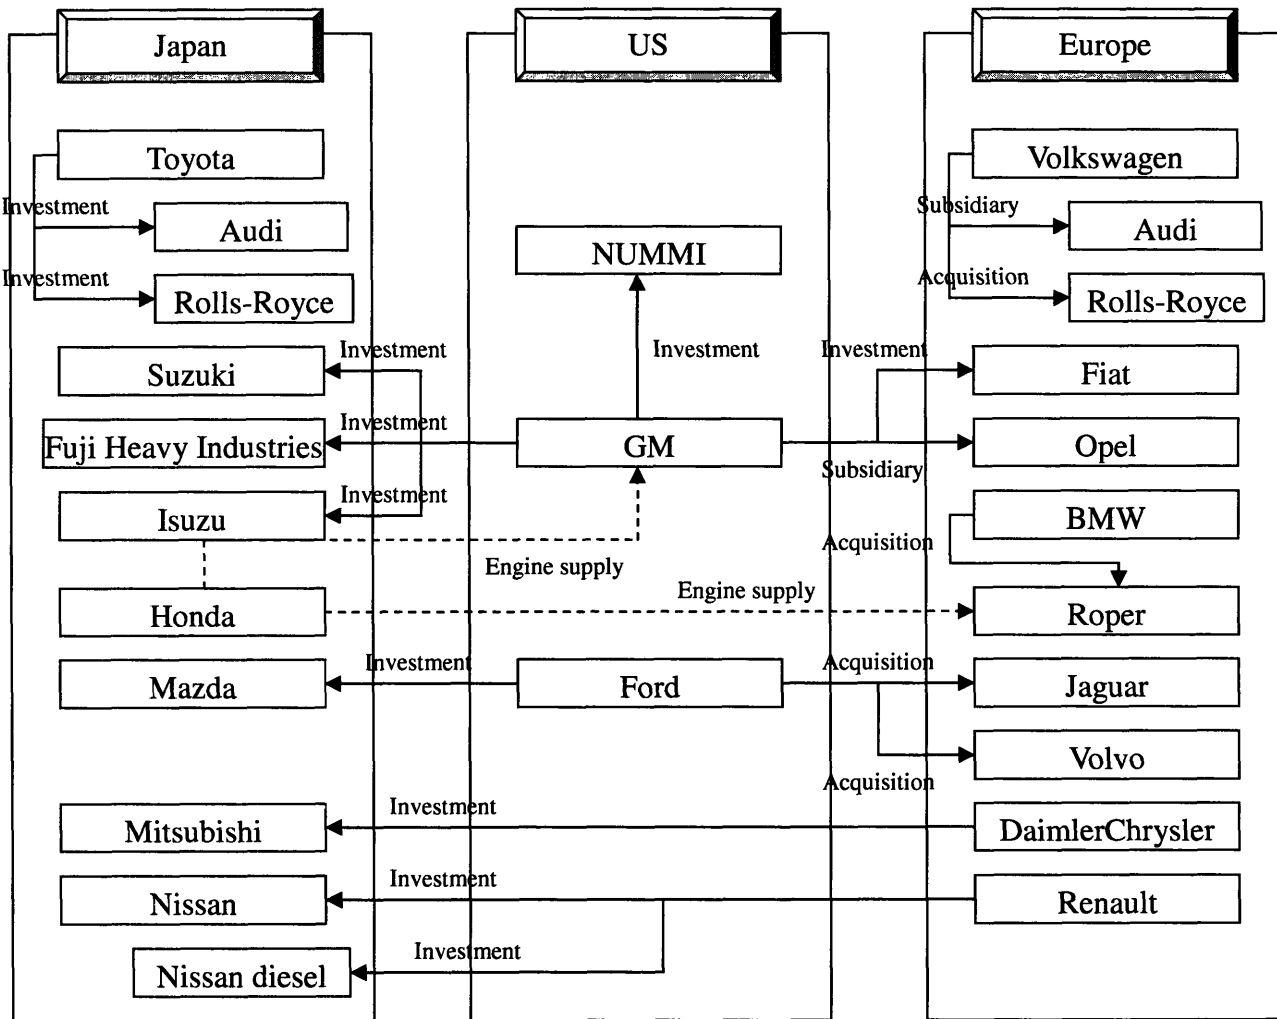 Japan
US
Europe
Toyota
Volkswagen
Investment
Subsidiary
Audi
NUMMI
Audi
Investment
Acquisition
Rolls-Royce
Rolls-Royce
Investment
Investment
Investment
Suzuki
Fiat
Investment
Fuji Heavy Industries
GM
Opel
Subsidiary
Investment
Isuzu
BMW
Acquisition
Engine supply
Engine supply
Honda
Roper
Investment
Acquisition
Mazda
Ford
Jaguar
Volvo
Acquisition
Investment
Mitsubishi
DaimlerChrysler
Investment
Nissan
Renault
Investment
Nissan diesel